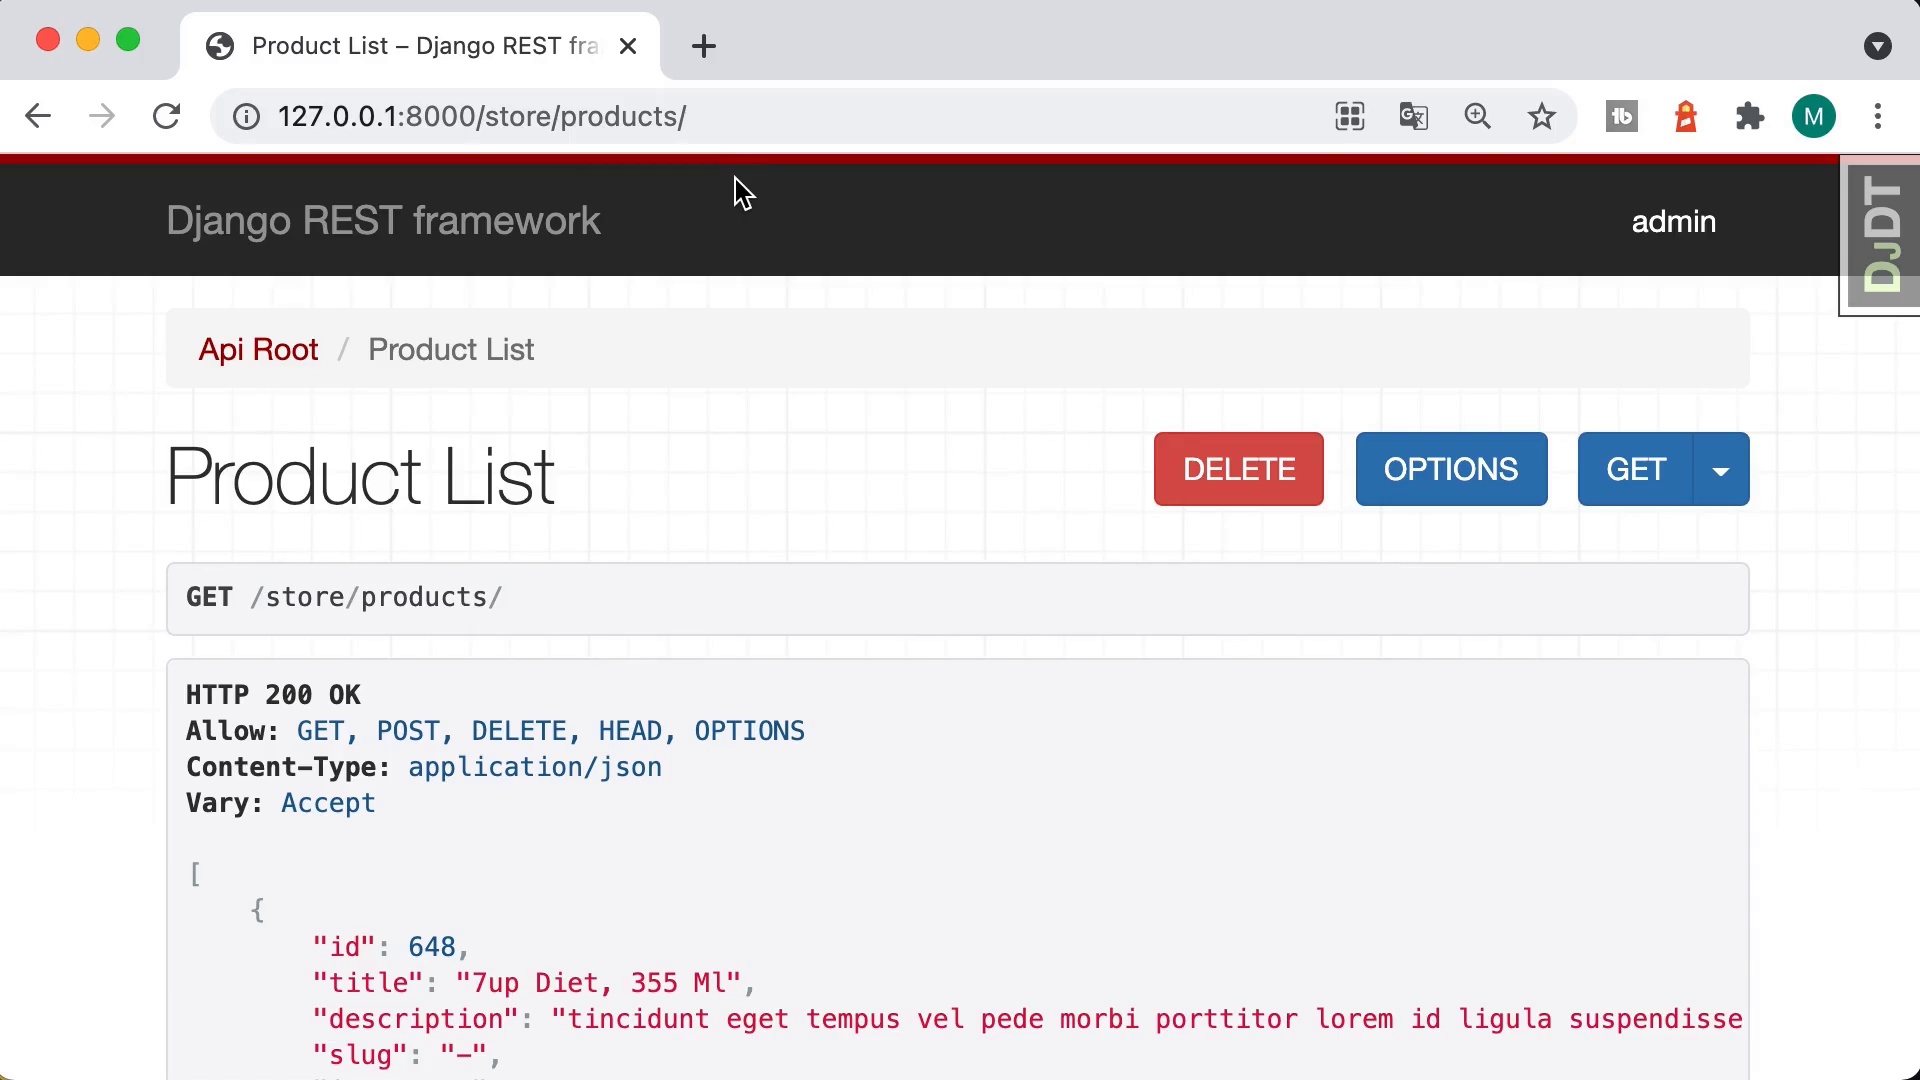 Product List – Django REST fra
127.0.0.1:8000/store/products/
M
Django REST framework
admin
DJDT
Api Root / Product List
Product List
DELETE
OPTIONS
GET
GET /store/products/
HTTP 200 OK
Allow: GET, POST, DELETE, HEAD, OPTIONS
Content-Type: application/json
Vary: Accept
[
{
"id": 648,
"title": "7up Diet, 355 Ml",
"description": "tincidunt eget tempus vel pede morbi porttitor lorem id ligula suspendisse
"slug": "-",